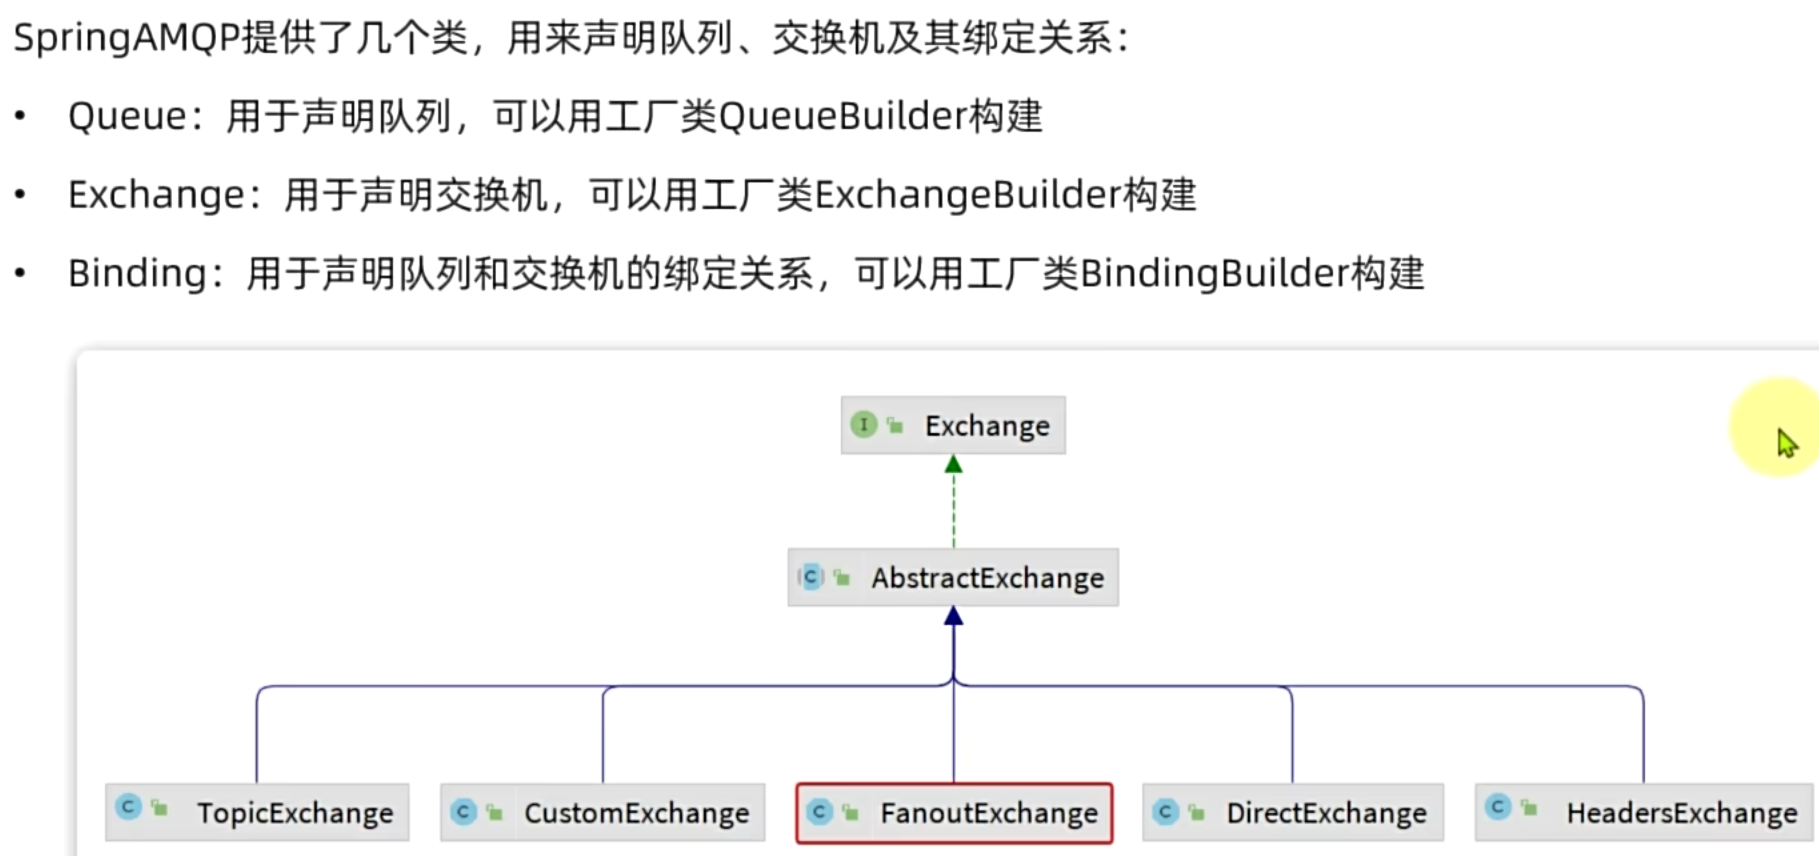 SpringAMQP提供了几个类，用来声明队列、交换机及其绑定关系：
• Queue：用于声明队列，可以用工厂类QueueBuilder构建
• Exchange：用于声明交换机，可以用工厂类ExchangeBuilder构建
• Binding：用于声明队列和交换机的绑定关系，可以用工厂类BindingBuilder构建
I Exchange
C AbstractExchange
C TopicExchange
C CustomExchange
C FanoutExchange
C DirectExchange
C HeadersExchange